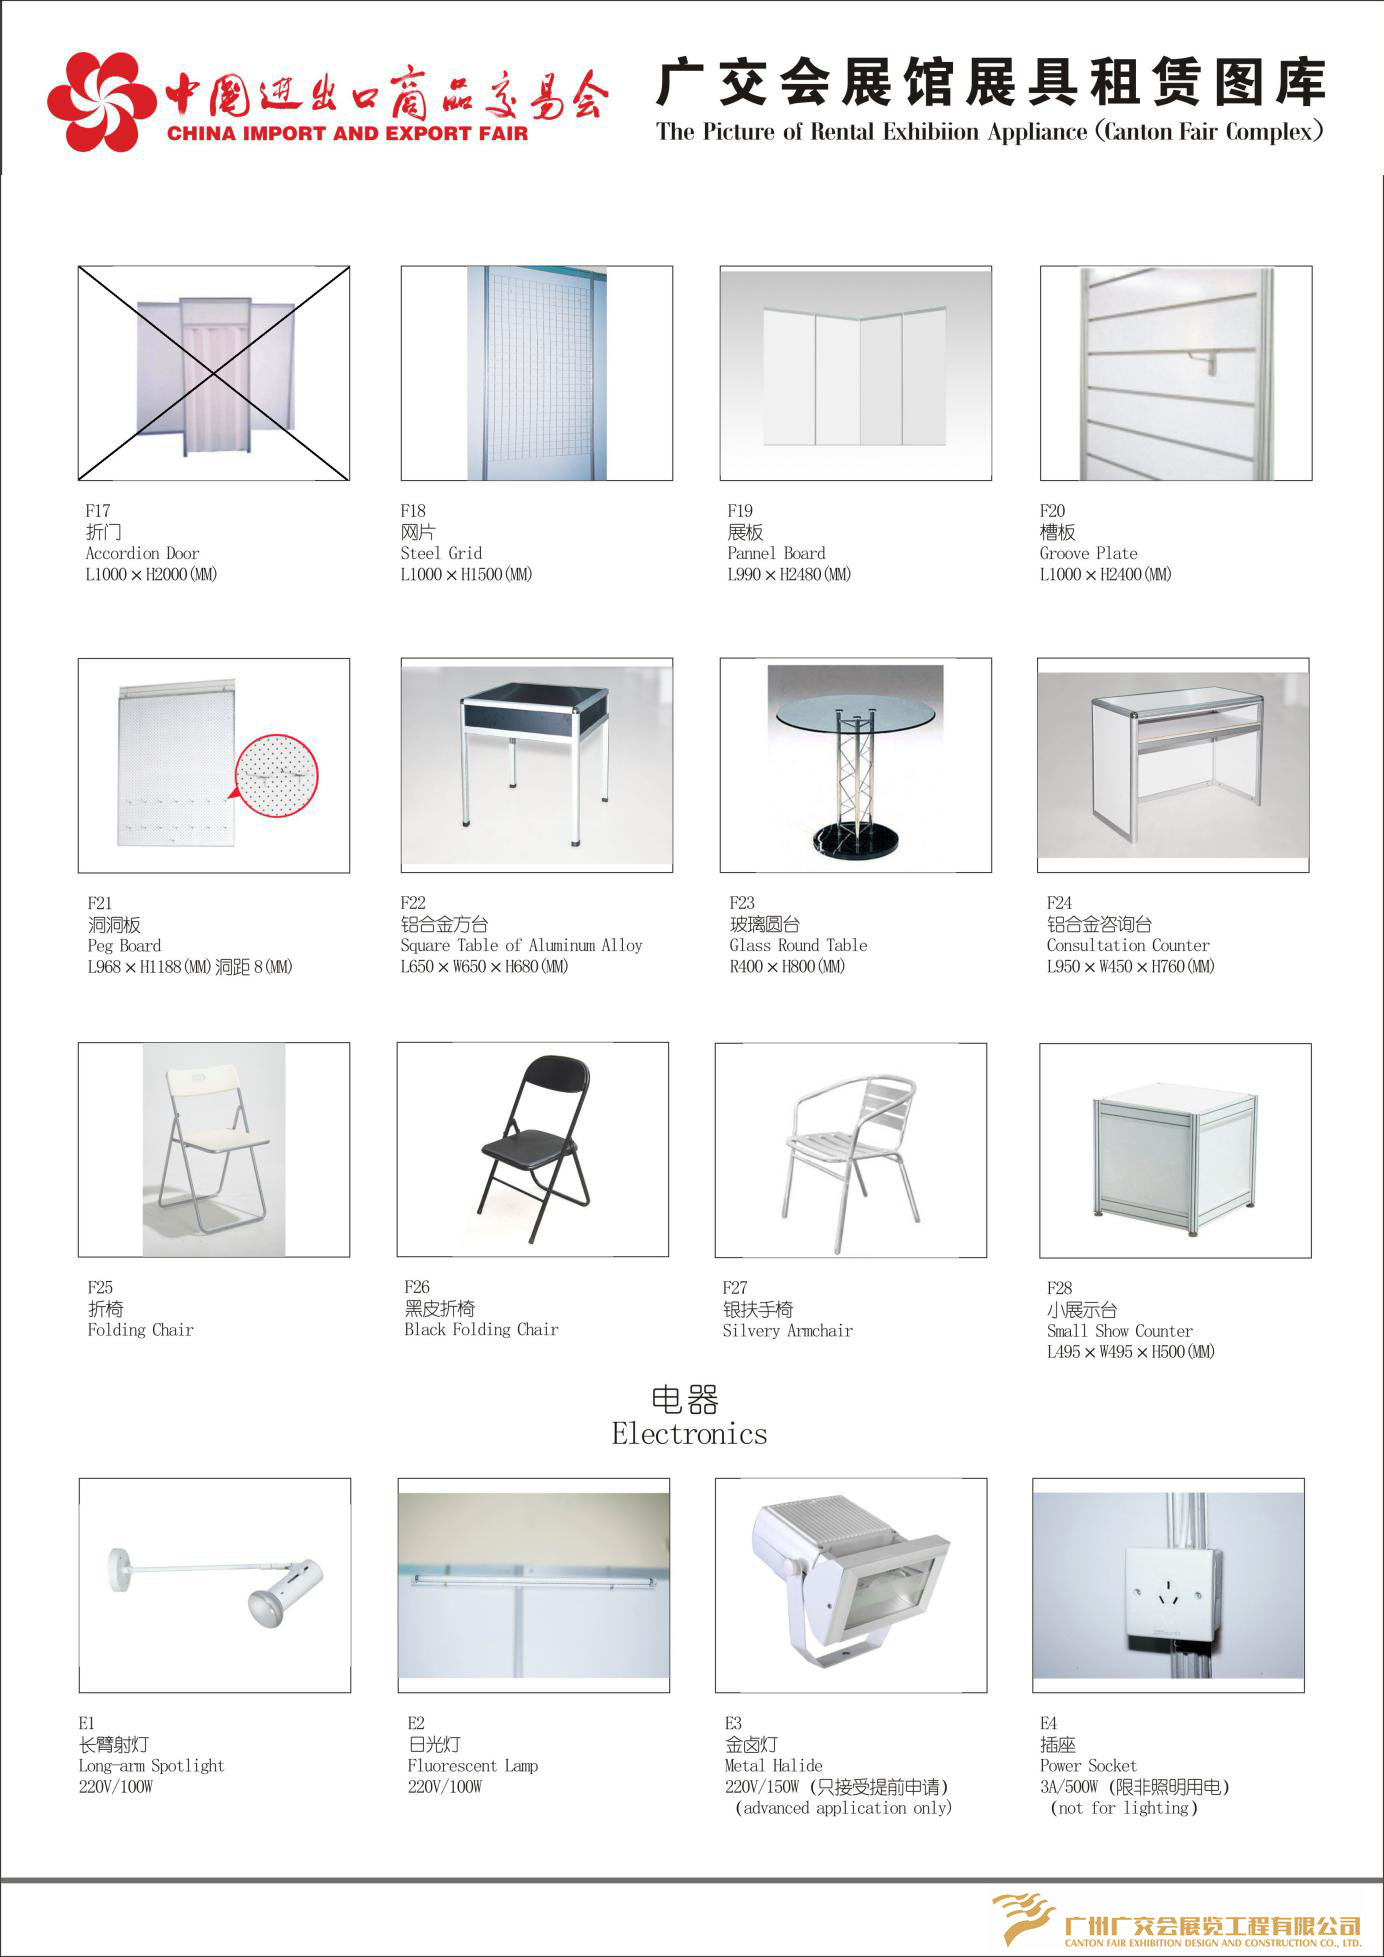 中国进出口商品交易会
CHINA IMPORT AND EXPORT FAIR
广交会展馆展具租赁图库
The Picture of Rental Exhibiion Appliance (Canton Fair Complex)
F17
折门
Accordion Door
L1000×H2000(MM)
F18
网片
Steel Grid
L1000×H1500(MM)
F19
展板
Pannel Board
L990×H2480(MM)
F20
槽板
Groove Plate
L1000×H2400(MM)
F21
洞洞板
Peg Board
L968×H1188(MM) 洞距 8(MM)
F22
铝合金方台
Square Table of Aluminum Alloy
L650×W650×H680(MM)
F23
玻璃圆台
Glass Round Table
R400×H800(MM)
F24
铝合金咨询台
Consultation Counter
L950×W450×H760(MM)
F25
折椅
Folding Chair
F26
黑皮折椅
Black Folding Chair
F27
银扶手椅
Silvery Armchair
F28
小展示台
Small Show Counter
L495×W495×H500(MM)
电器
Electronics
E1
长臂射灯
Long-arm Spotlight
220V/100W
E2
日光灯
Fluorescent Lamp
220V/100W
E3
金卤灯
Metal Halide
220V/150W (只接受提前申请)
(advanced application only)
E4
插座
Power Socket
3A/500W (限非照明用电)
(not for lighting)
广州广交会展览工程有限公司
CANTON FAIR EXHIBITION DESIGN AND CONSTRUCTION CO., LTD.